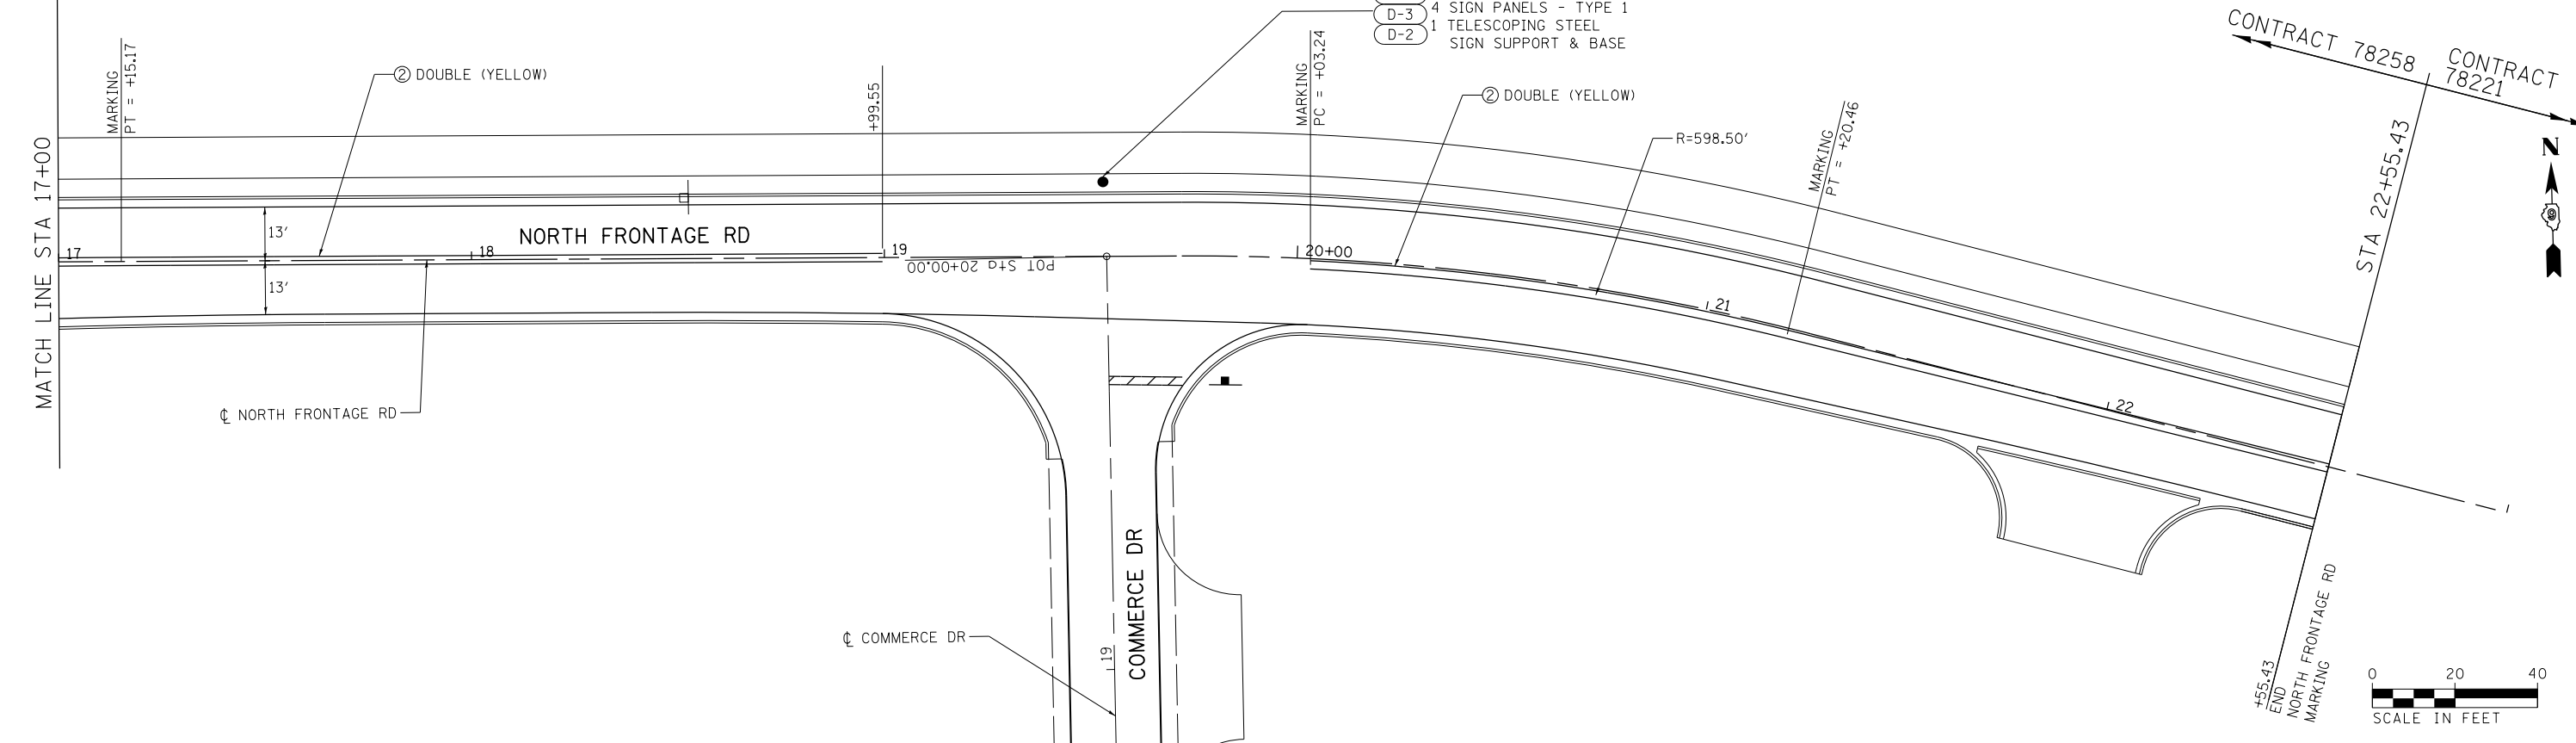 D-3 4 SIGN PANELS - TYPE 1
D-2 1 TELESCOPING STEEL
SIGN SUPPORT & BASE
CONTRACT 78258
CONTRACT
78221
MARKING
PT = +15.17
② DOUBLE (YELLOW)
+99.55
MARKING
PC = +03.24
② DOUBLE (YELLOW)
R=598.50'
MARKING
PT = +20.46
STA 22+55.43
N
MATCH LINE STA 17+00
13'
13'
NORTH FRONTAGE RD
17
18
19
POT Sta 20+00.00
20+00
21
22
℄ NORTH FRONTAGE RD
COMMERCE DR
℄ COMMERCE DR
19
+55.43
END
NORTH FRONTAGE RD
MARKING
0 20 40
SCALE IN FEET